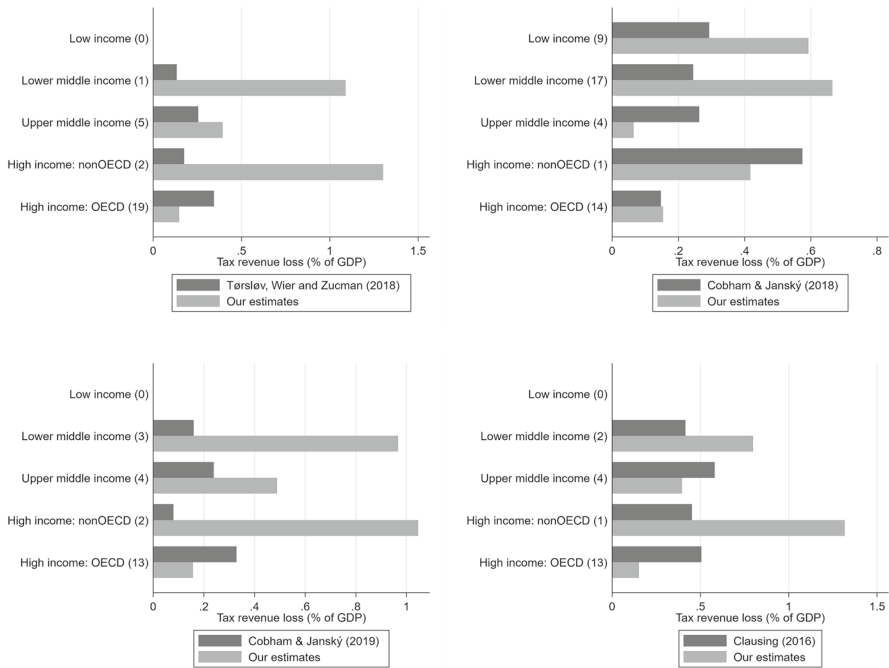 Low income (0)
Lower middle income (1)
Upper middle income (5)
High income: nonOECD (2)
High income: OECD (19)
0 .5 1 1.5
Tax revenue loss (% of GDP)
Tørsløv, Wier and Zucman (2018)
Our estimates
Low income (9)
Lower middle income (17)
Upper middle income (4)
High income: nonOECD (1)
High income: OECD (14)
0 .2 .4 .6 .8
Tax revenue loss (% of GDP)
Cobham & Janský (2018)
Our estimates
Low income (0)
Lower middle income (3)
Upper middle income (4)
High income: nonOECD (2)
High income: OECD (13)
0 .2 .4 .6 .8 1
Tax revenue loss (% of GDP)
Cobham & Janský (2019)
Our estimates
Low income (0)
Lower middle income (2)
Upper middle income (4)
High income: nonOECD (1)
High income: OECD (13)
0 .5 1 1.5
Tax revenue loss (% of GDP)
Clausing (2016)
Our estimates